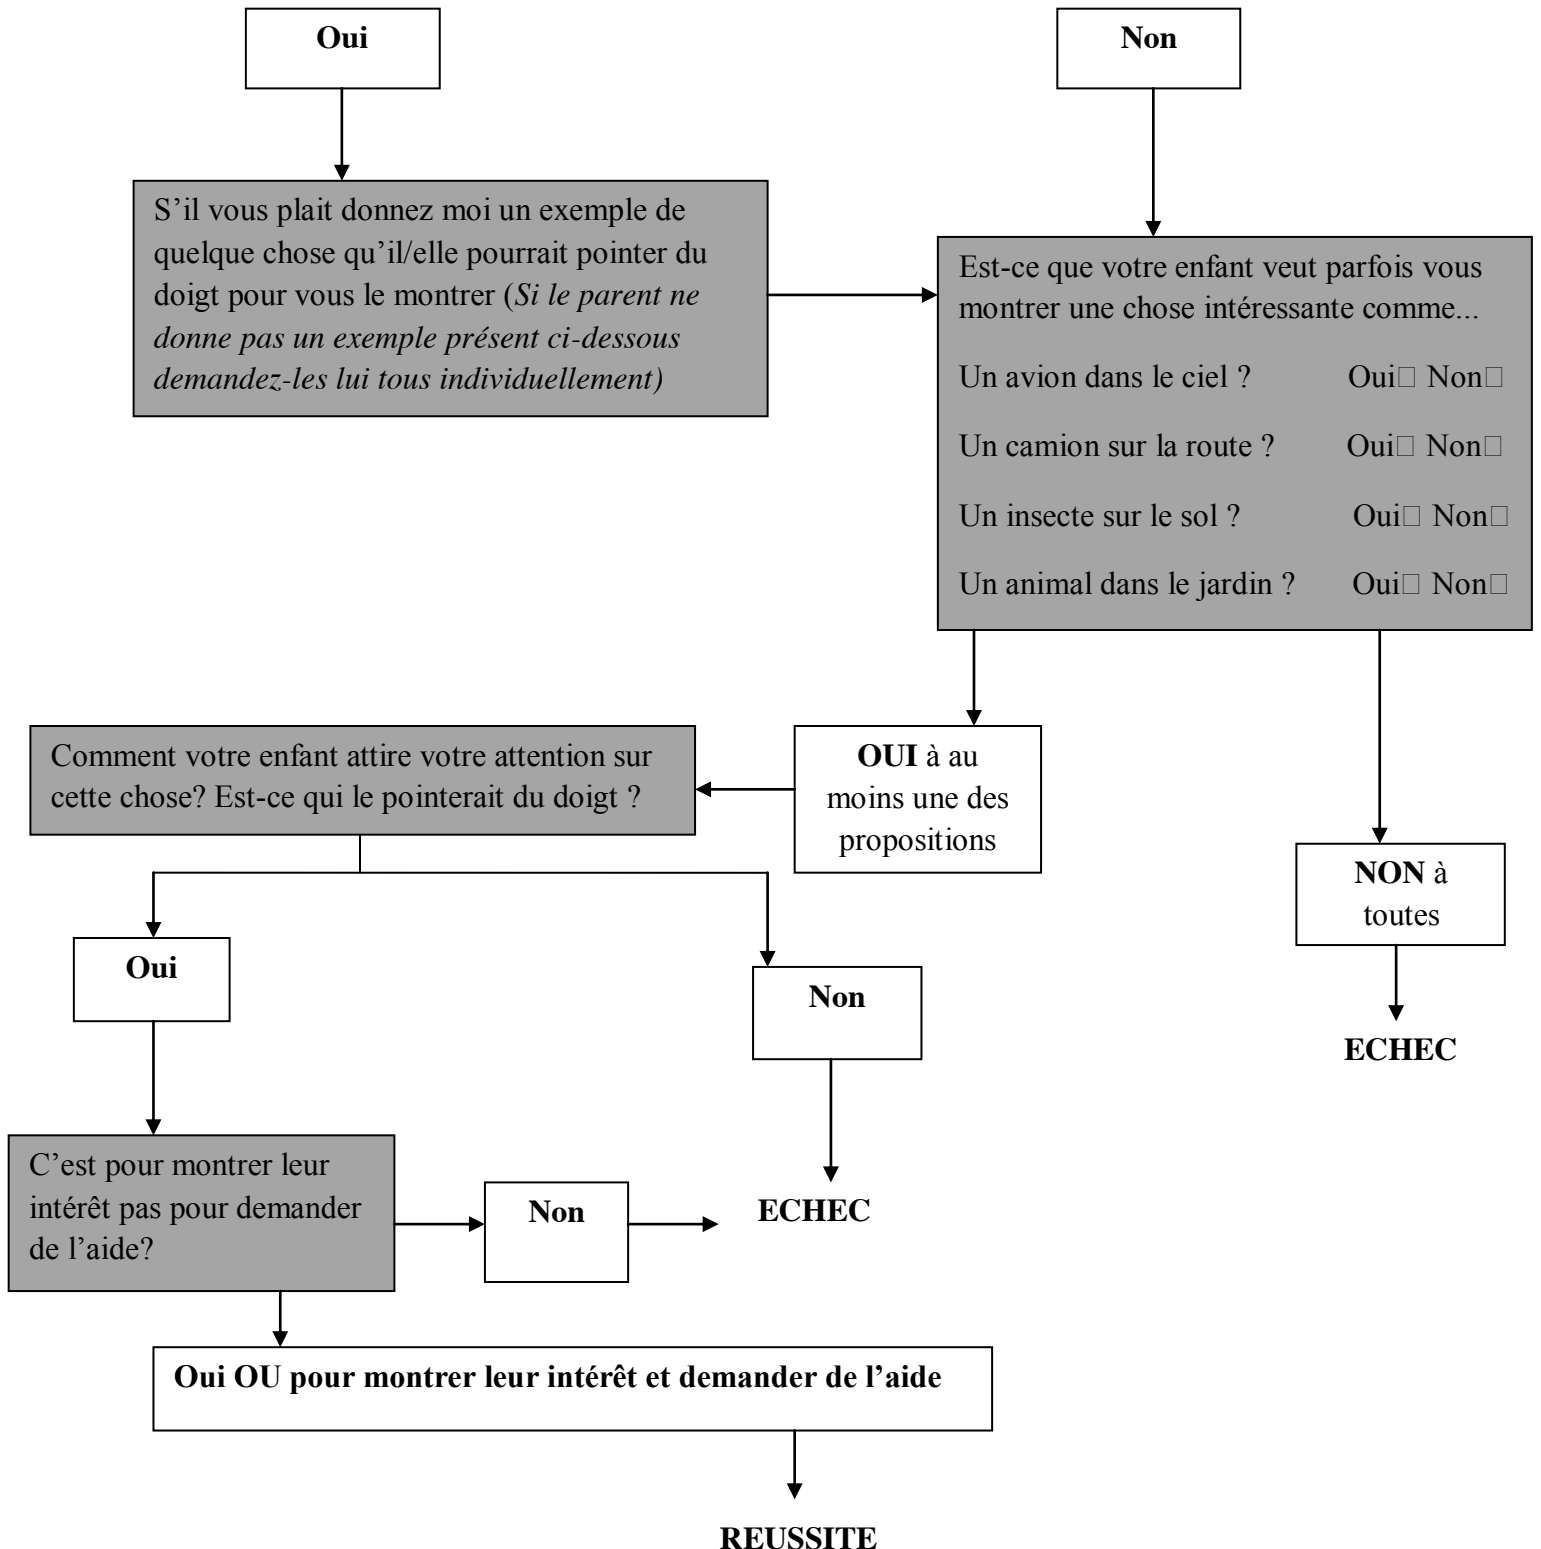 Oui
Non
S’il vous plait donnez moi un exemple de
quelque chose qu’il/elle pourrait pointer du
doigt pour vous le montrer (Si le parent ne
donne pas un exemple présent ci-dessous
demandez-les lui tous individuellement)
Est-ce que votre enfant veut parfois vous
montrer une chose intéressante comme...
Un avion dans le ciel ? Oui□ Non□
Un camion sur la route ? Oui□ Non□
Un insecte sur le sol ? Oui□ Non□
Un animal dans le jardin ? Oui□ Non□
Comment votre enfant attire votre attention sur
cette chose? Est-ce qui le pointerait du doigt ?
OUI à au
moins une des
propositions
NON à
toutes
Oui
Non
ECHEC
C’est pour montrer leur
intérêt pas pour demander
de l’aide?
Non
ECHEC
Oui OU pour montrer leur intérêt et demander de l’aide
REUSSITE